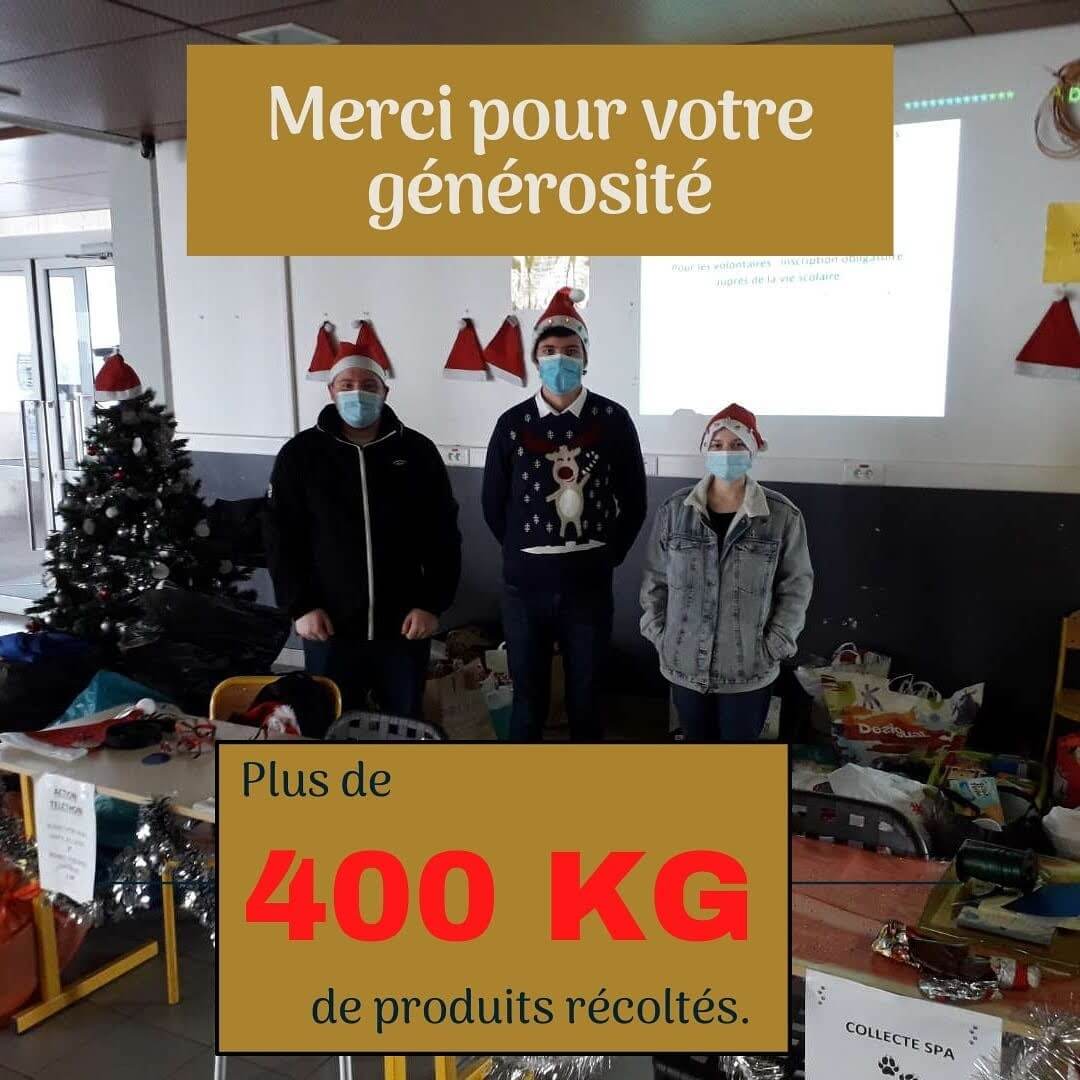 Merci pour votre
générosité
Pour les volontaires : inscription obligatoire
auprès de la vie scolaire
Desigual
Plus de
400 KG
de produits récoltés.
ACTION
TELETHON
COLLECTE SPA